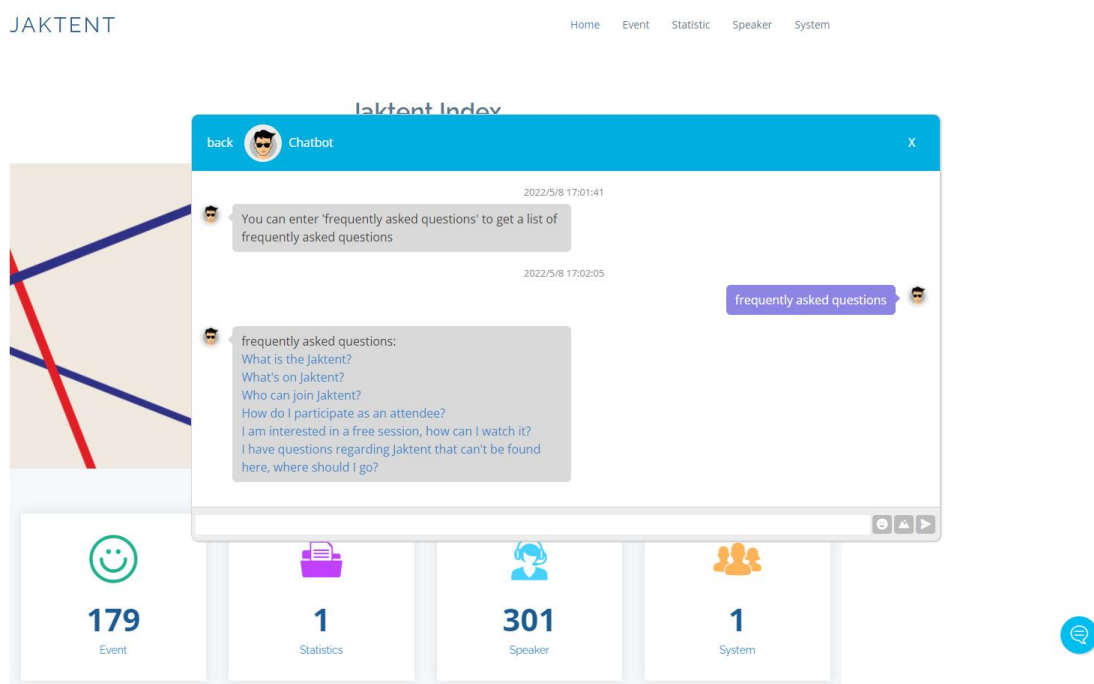 JAKTENT
Home Event Statistic Speaker System
Jaktent Index
back Chatbot X
2022/5/8 17:01:41
You can enter 'frequently asked questions' to get a list of
frequently asked questions
2022/5/8 17:02:05
frequently asked questions
frequently asked questions:
What is the Jaktent?
What's on Jaktent?
Who can join Jaktent?
How do I participate as an attendee?
I am interested in a free session, how can I watch it?
I have questions regarding Jaktent that can't be found
here, where should I go?
179 1 301 1
Event Statistics Speaker System